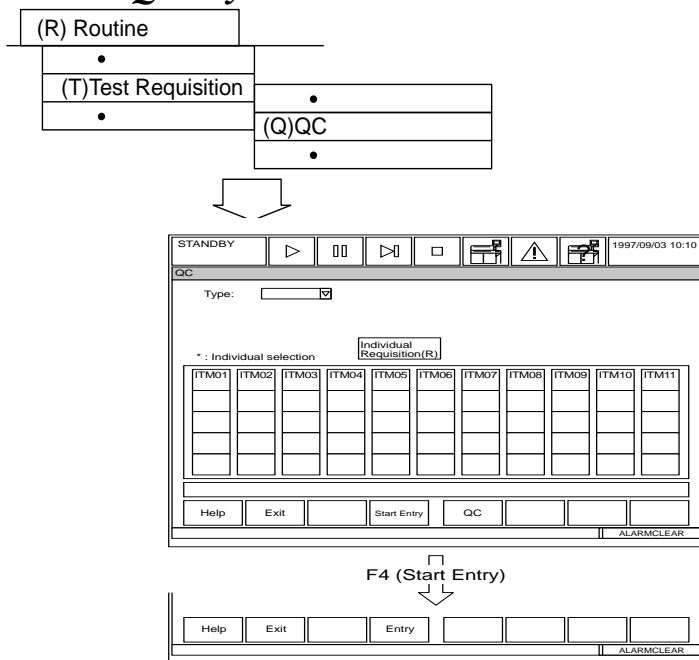 (R) Routine
(T)Test Requisition
(Q)QC
STANDBY
1997/09/03 10:10
QC
Type:
Individual
Requisition(R)
* : Individual selection
ITM01 ITM02 ITM03 ITM04 ITM05 ITM06 ITM07 ITM08 ITM09 ITM10 ITM11
Help Exit Start Entry QC
ALARMCLEAR
F4 (Start Entry)
Help Exit Entry
ALARMCLEAR